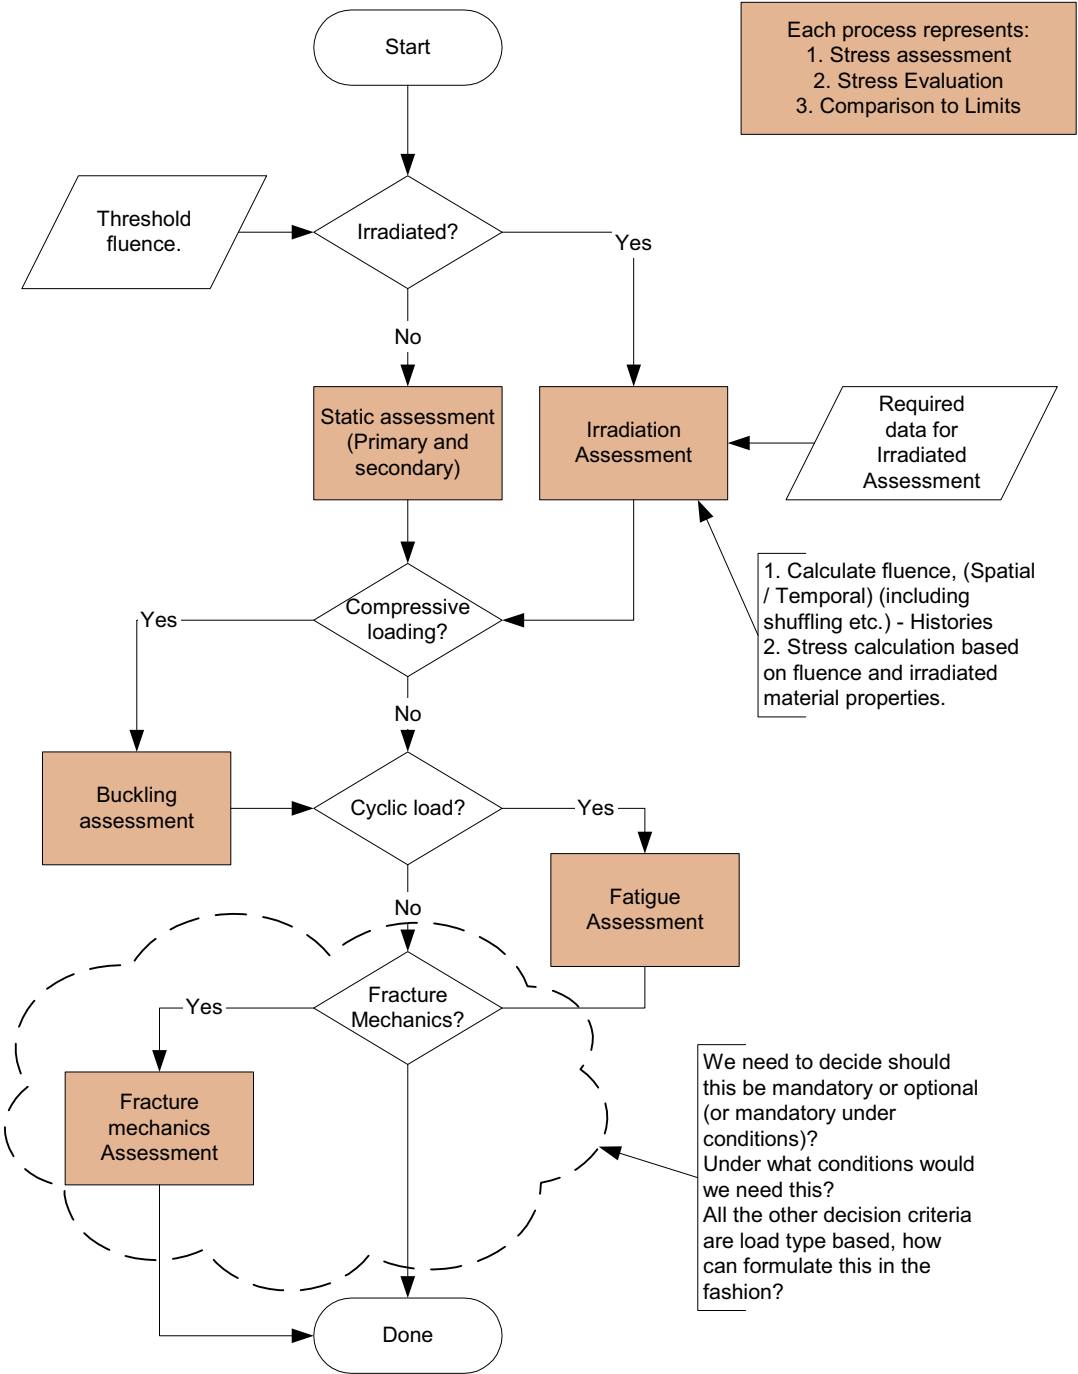 Start
Each process represents:
1. Stress assessment
2. Stress Evaluation
3. Comparison to Limits
Threshold
fluence.
Irradiated?
Yes
No
Static assessment
(Primary and
secondary)
Irradiation
Assessment
Required
data for
Irradiated
Assessment
1. Calculate fluence, (Spatial
/ Temporal) (including
shuffling etc.) - Histories
2. Stress calculation based
on fluence and irradiated
material properties.
Compressive
loading?
Yes
No
Buckling
assessment
Cyclic load?
Yes
No
Fatigue
Assessment
Fracture
Mechanics?
Yes
Fracture
mechanics
Assessment
We need to decide should
this be mandatory or optional
(or mandatory under
conditions)?
Under what conditions would
we need this?
All the other decision criteria
are load type based, how
can formulate this in the
fashion?
Done